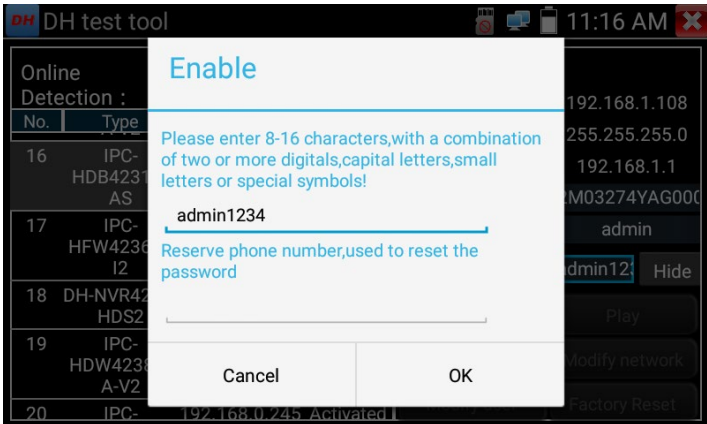 DH DH test tool
11:16 AM
Online
Detection :
No. Type
16 IPC-
HDB4231
AS
17 IPC-
HFW4236
I2
18 DH-NVR42
HDS2
19 IPC-
HDW4238
A-V2
20 IPC- 192.168.0.245 Activated
Enable
Please enter 8-16 characters,with a combination
of two or more digitals,capital letters,small
letters or special symbols!
admin1234
Reserve phone number,used to reset the
password
Cancel OK
192.168.1.108
255.255.255.0
192.168.1.1
2M03274YAG000
admin
admin123 Hide
Play
Modify network
Factory Reset